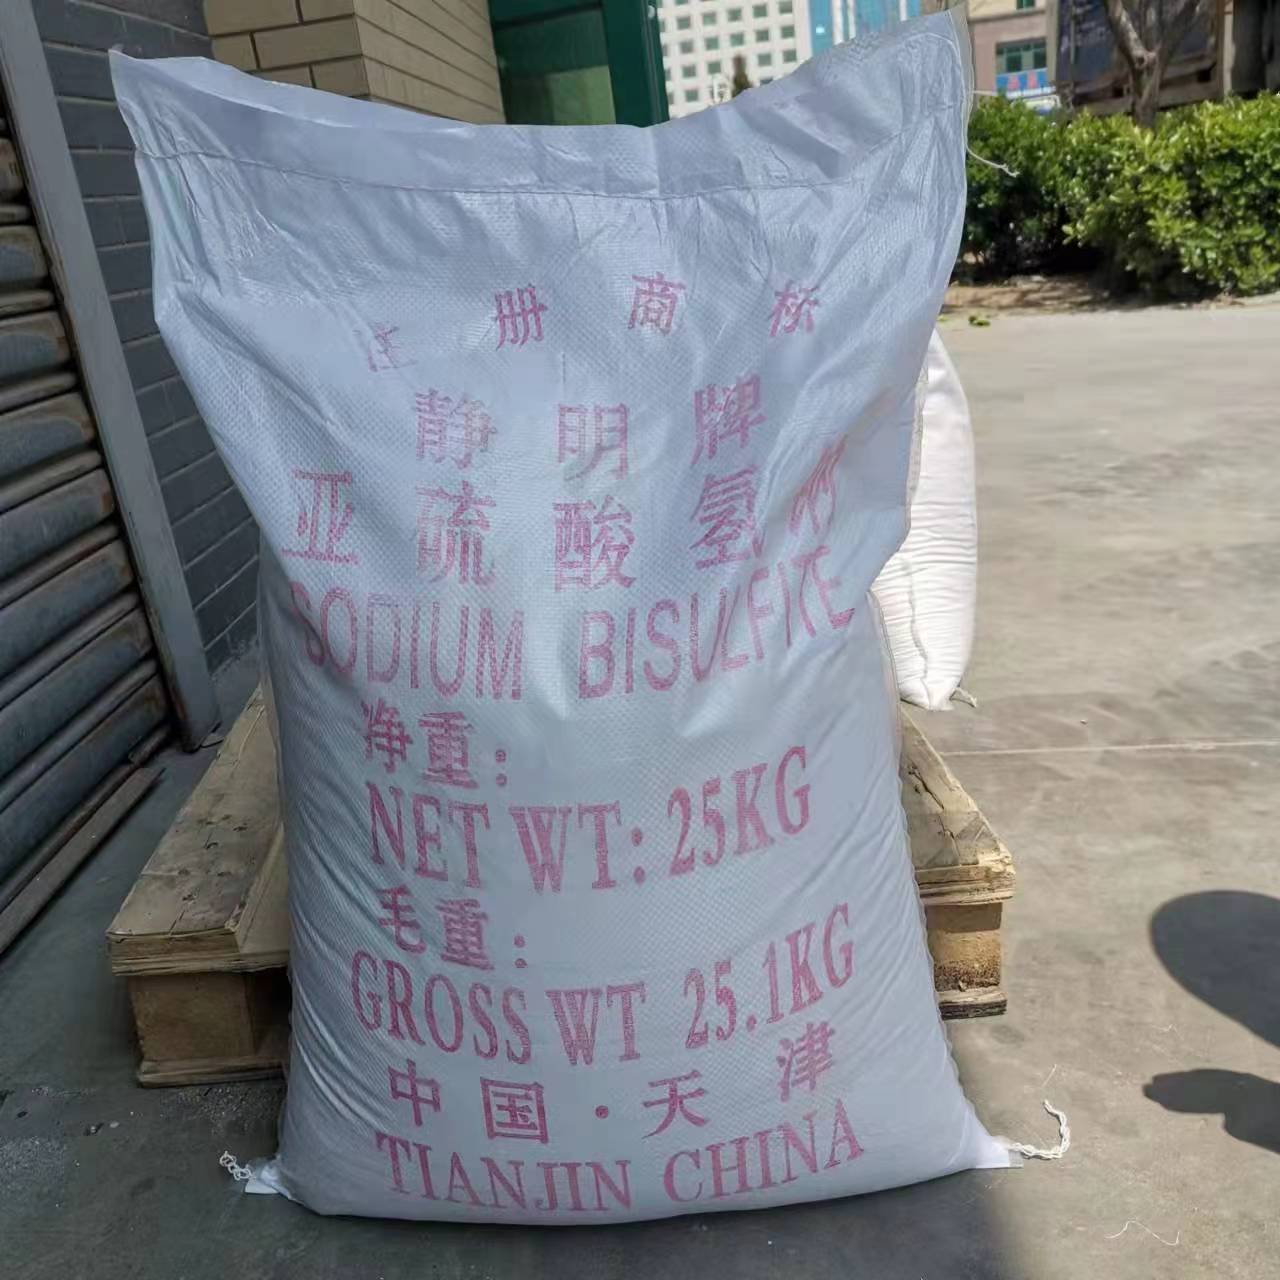 注册商标
静明牌
亚硫酸氢钠
SODIUM BISULFITE
净重:
NET WT: 25KG
毛重:
GROSS WT 25.1KG
中国·天津
TIANJIN CHINA